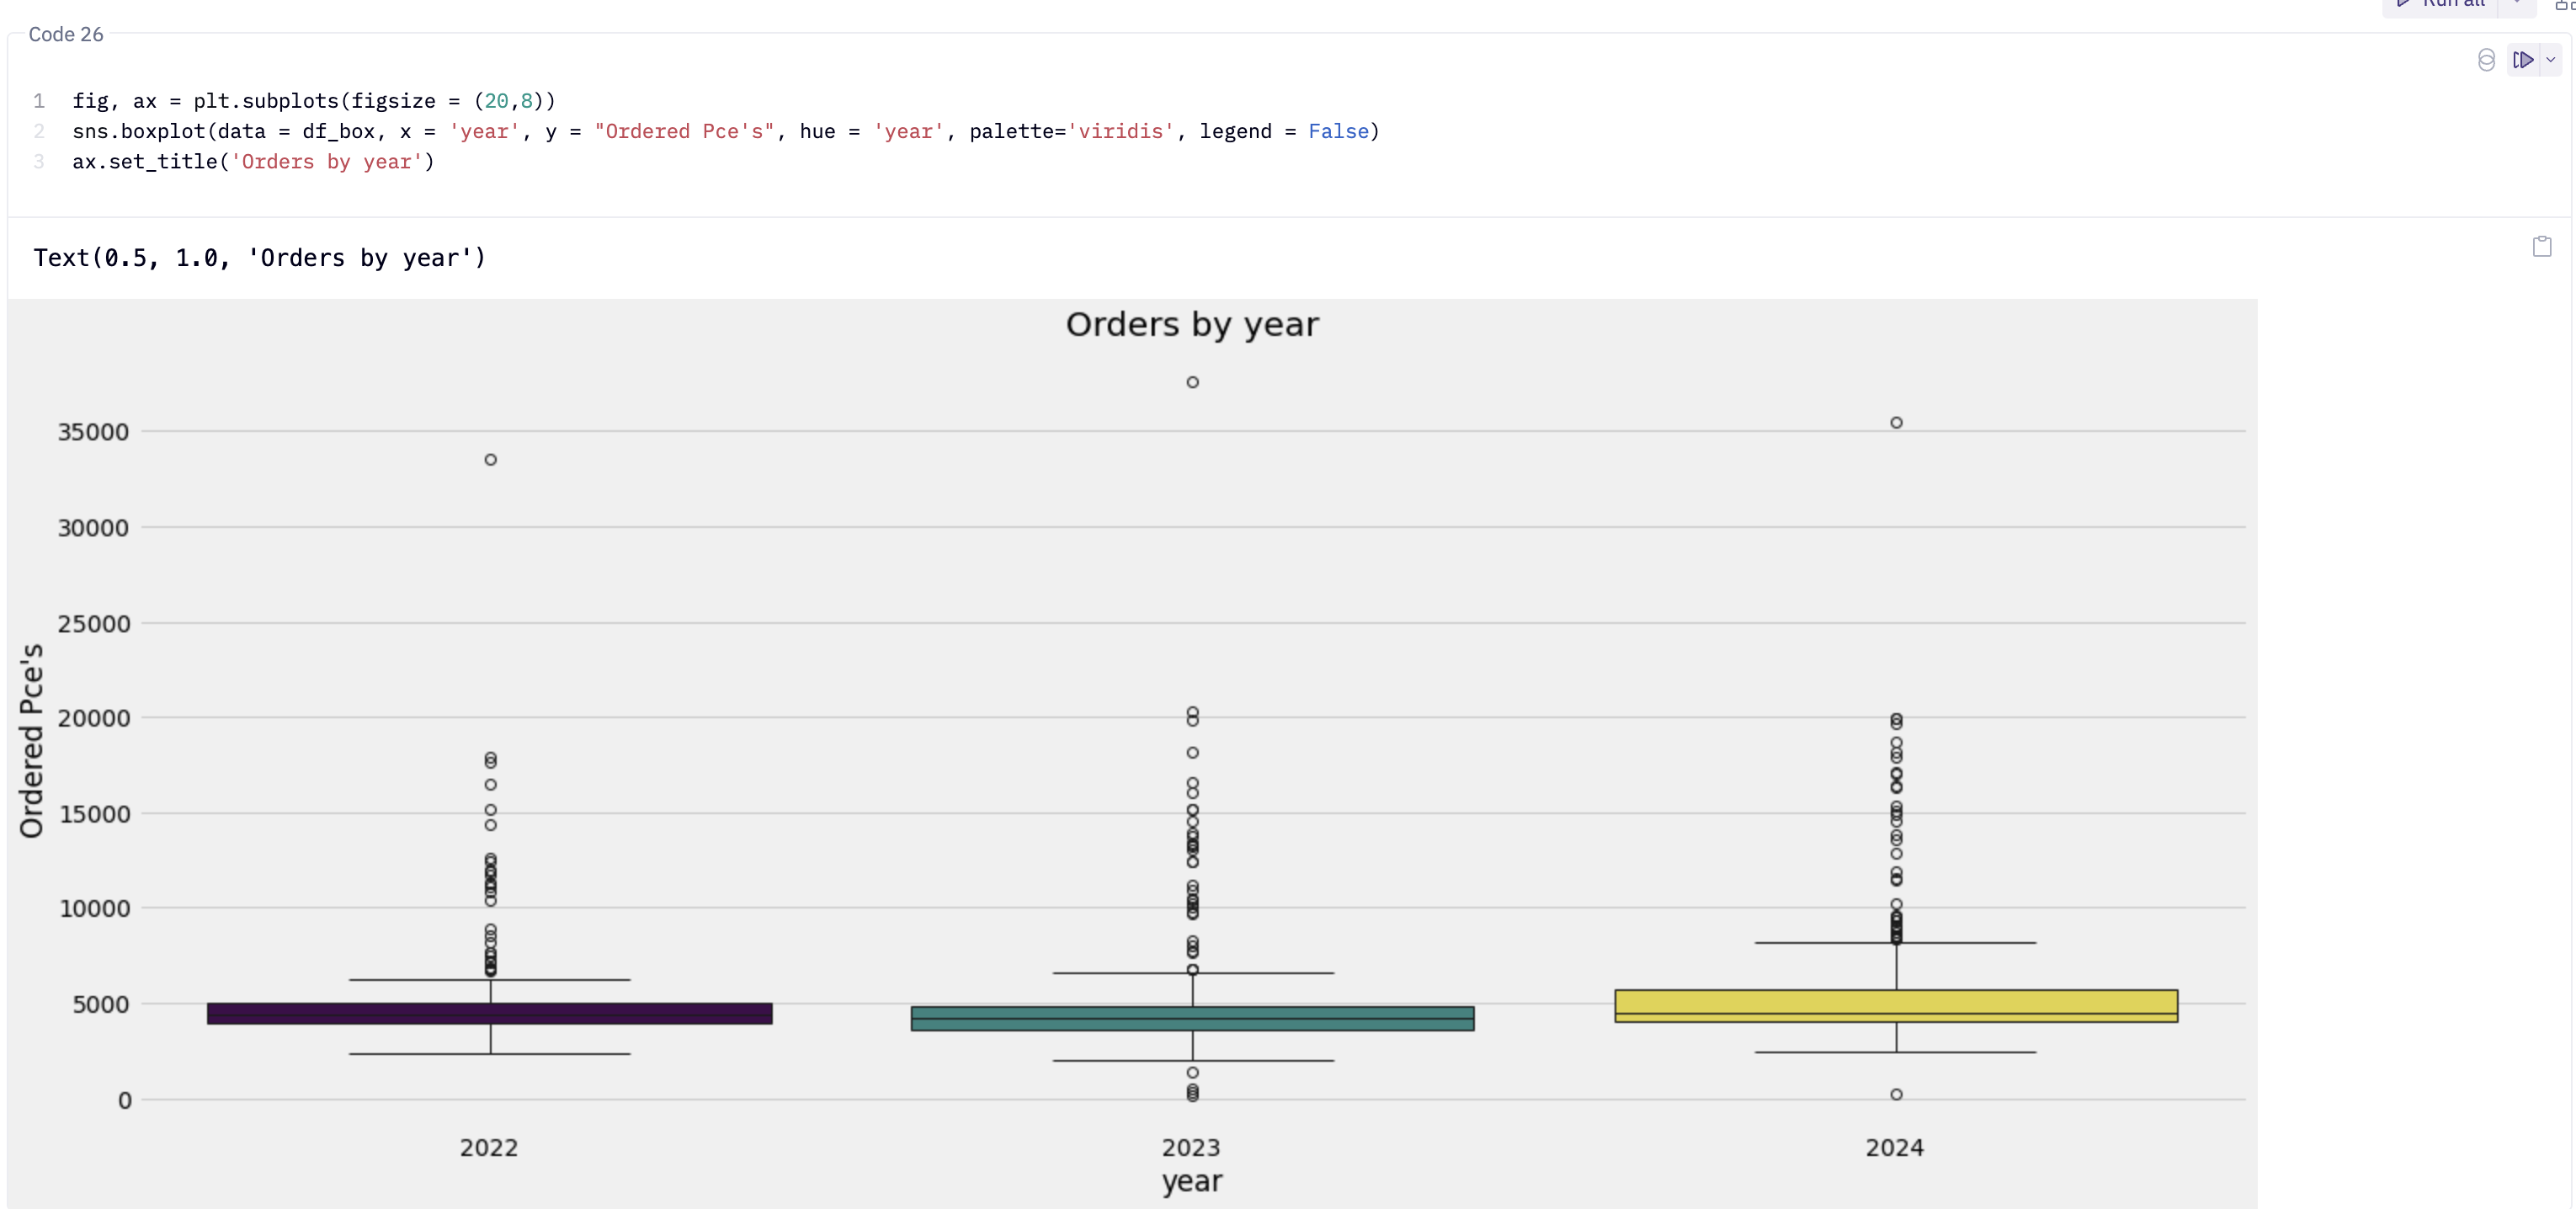 Run all
Code 26
1 fig, ax = plt.subplots(figsize = (20,8))
2 sns.boxplot(data = df_box, x = 'year', y = "Ordered Pce's", hue = 'year', palette='viridis', legend = False)
3 ax.set_title('Orders by year')
Text(0.5, 1.0, 'Orders by year')
Orders by year
35000
30000
25000
20000
15000
10000
5000
0
Ordered Pce's
2022 2023 2024
year